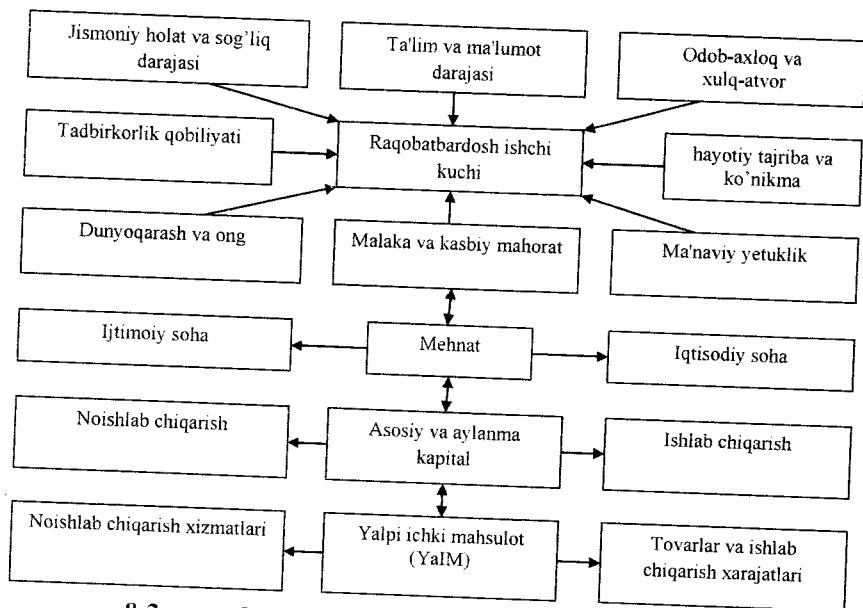 Jismoniy holat va sog'liq
darajasi
Ta'lim va ma'lumot
darajasi
Odob-axloq va
xulq-atvor
Tadbirkorlik qobiliyati
Raqobatbardosh ishchi
kuchi
hayotiy tajriba va
ko'nikma
Dunyoqarash va ong
Malaka va kasbiy mahorat
Ma'naviy yetuklik
Ijtimoiy soha
Mehnat
Iqtisodiy soha
Noishlab chiqarish
Asosiy va aylanma
kapital
Ishlab chiqarish
Noishlab chiqarish xizmatlari
Yalpi ichki mahsulot
(YaIM)
Tovarlar va ishlab
chiqarish xarajatlari